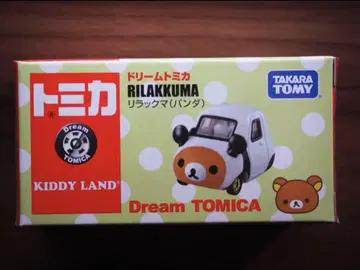 トミカ
Dream
TOMICA
KIDDY LAND
ドリームトミカ
RILAKKUMA
リラックマ(パンダ)
TAKARA
TOMY
Dream TOMICA